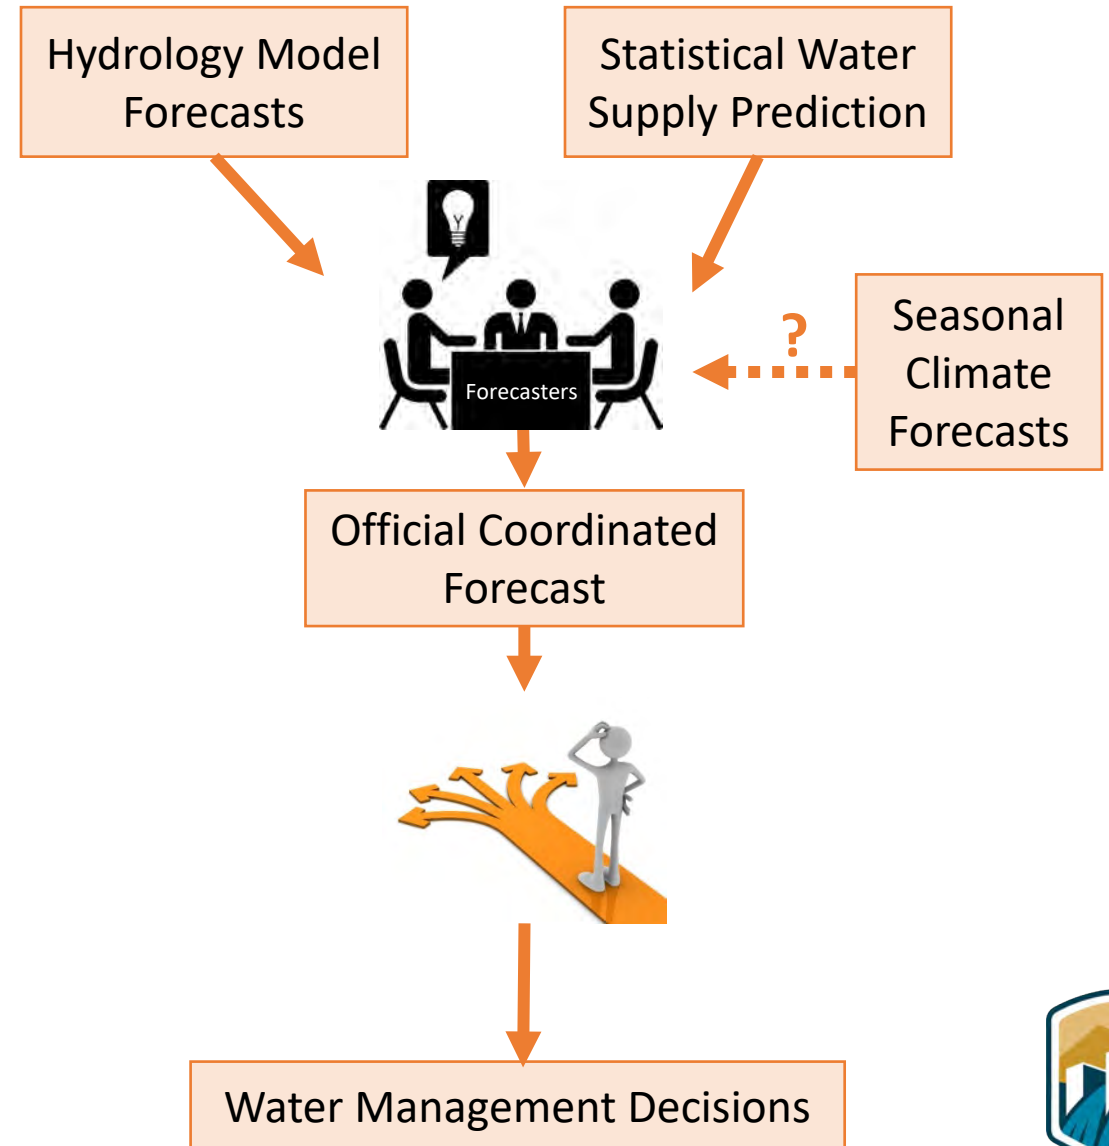 Hydrology Model
Forecasts
Statistical Water
Supply Prediction
Y
Forecasters
?
Seasonal
Climate
Forecasts
Official Coordinated
Forecast
Water Management Decisions